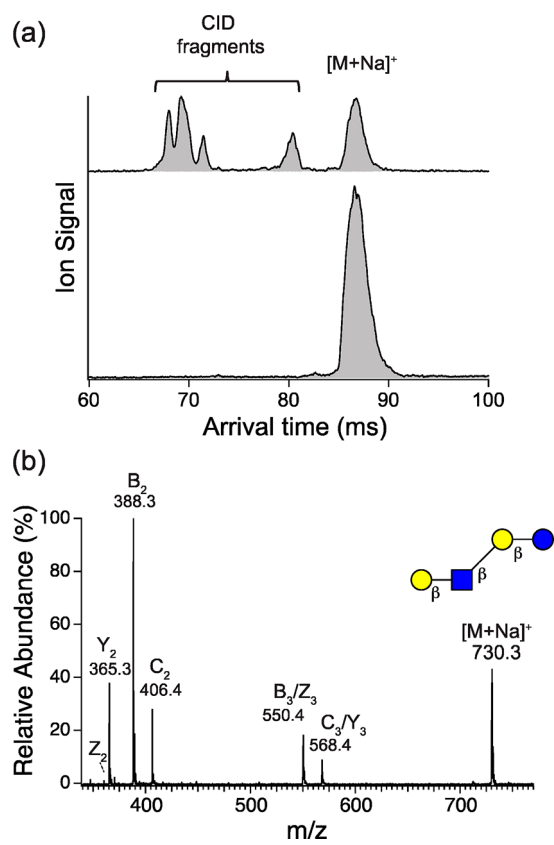 (a)
CID
fragments
[M+Na]+
Ion Signal
60 70 80 90 100
Arrival time (ms)
(b)
B2
388.3
100
80
60
40
20
0
Relative Abundance (%)
Y2
365.3
Z2
C2
406.4
B3/Z3
550.4
C3/Y3
568.4
[M+Na]+
730.3
β β β
400 500 600 700
m/z